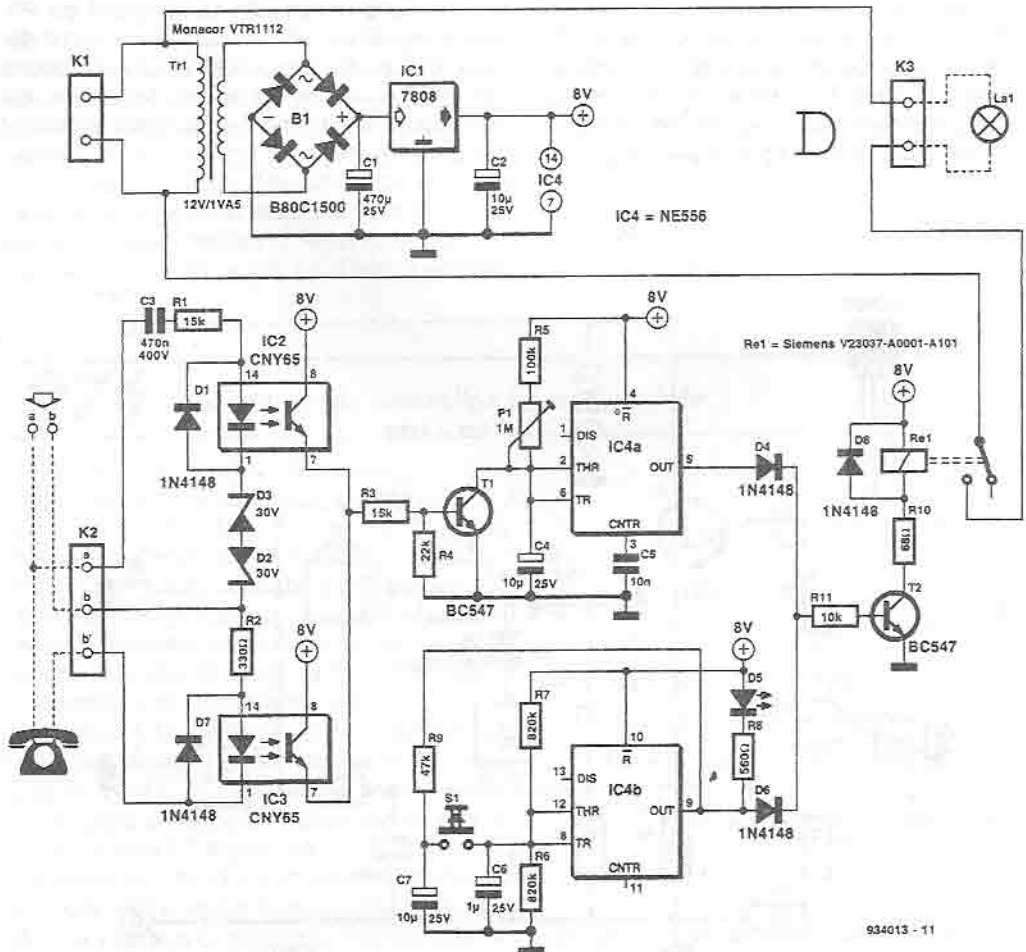 Monacor VTR1112
K1
Tr1
12V/1VA5
B1
B80C1500
C1
470µ
25V
IC1
7808
C2
10µ
25V
8V
14
IC4
7
IC4 = NE556
K3
La1
C3
470n
400V
R1
15k
IC2
CNY65
8V
14
8
1
7
D1
1N4148
D3
30V
D2
30V
a
b
K2
a
b
b'
R2
330Ω
8V
D7
1N4148
14
8
1
7
IC3
CNY65
R3
15k
R4
22k
T1
BC547
R5
100k
P1
1M
C4
10µ
25V
8V
4
R
1
DIS
2
THR
6
TR
IC4a
OUT
5
CNTR
3
C5
10n
D4
1N4148
Re1 = Siemens V23037-A0001-A101
8V
D8
1N4148
Re1
R10
68Ω
R11
10k
T2
BC547
R9
47k
S1
C7
10µ
25V
C6
1µ
25V
R7
820k
R6
820k
10
R
13
DIS
12
THR
8
TR
IC4b
OUT
9
CNTR
11
8V
D5
R8
560Ω
D6
1N4148
934013 - 11